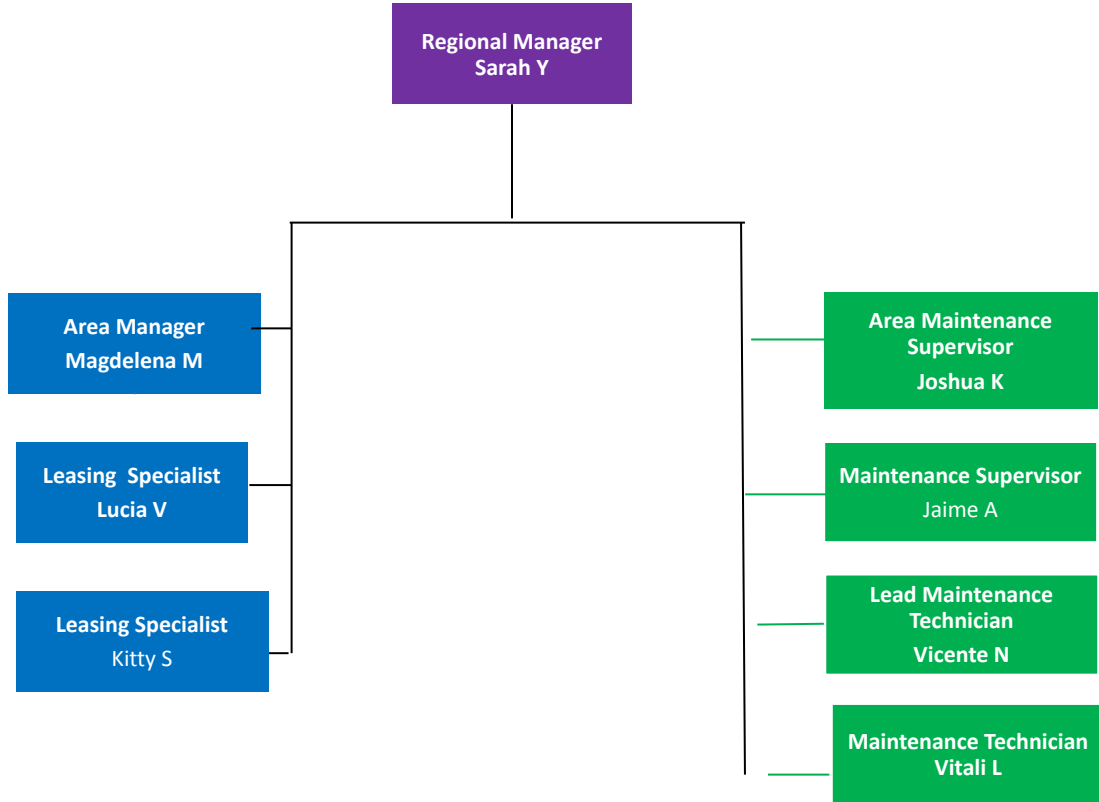 Regional Manager
Sarah Y
Area Manager
Magdelena M
Leasing  Specialist
Lucia V
Leasing Specialist
Kitty S
Area Maintenance
Supervisor
Joshua K
Maintenance Supervisor
Jaime A
Lead Maintenance
Technician
Vicente N
Maintenance Technician
Vitali L